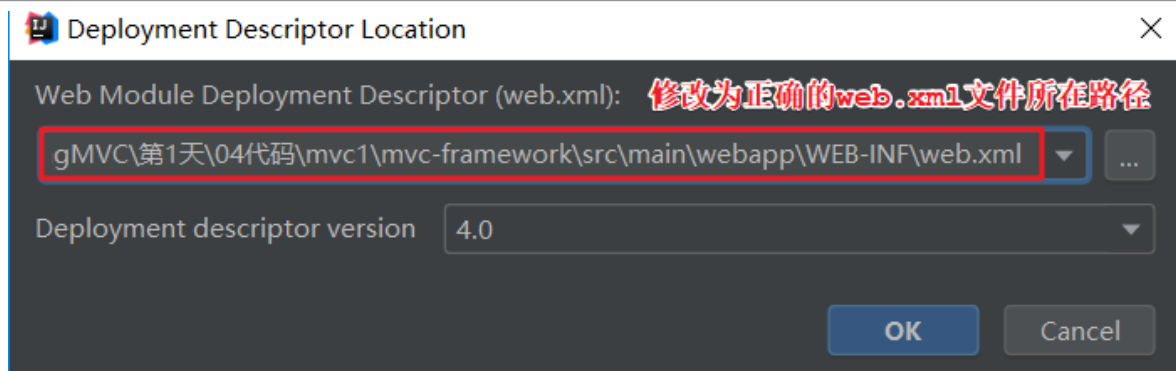 Deployment Descriptor Location
Web Module Deployment Descriptor (web.xml): 修改为正确的web.xml文件所在路径
gMVC\第1天\04代码\mvc1\mvc-framework\src\main\webapp\WEB-INF\web.xml ...
Deployment descriptor version 4.0
OK Cancel